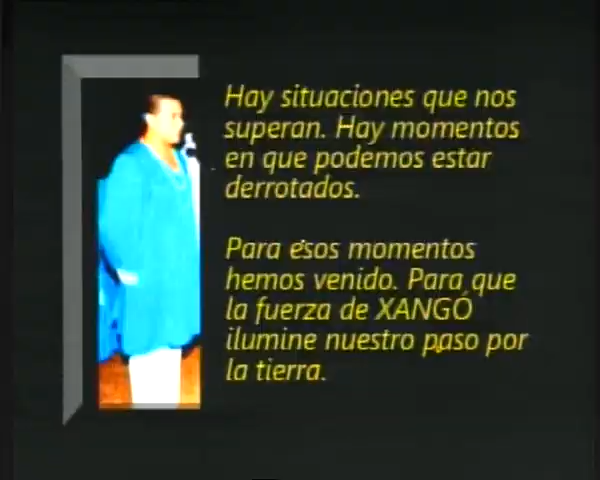 Hay situaciones que nos
superan. Hay momentos
en que podemos estar
derrotados.
Para esos momentos
hemos venido. Para que
la fuerza de XANGÓ
ilumine nuestro paso por
la tierra.